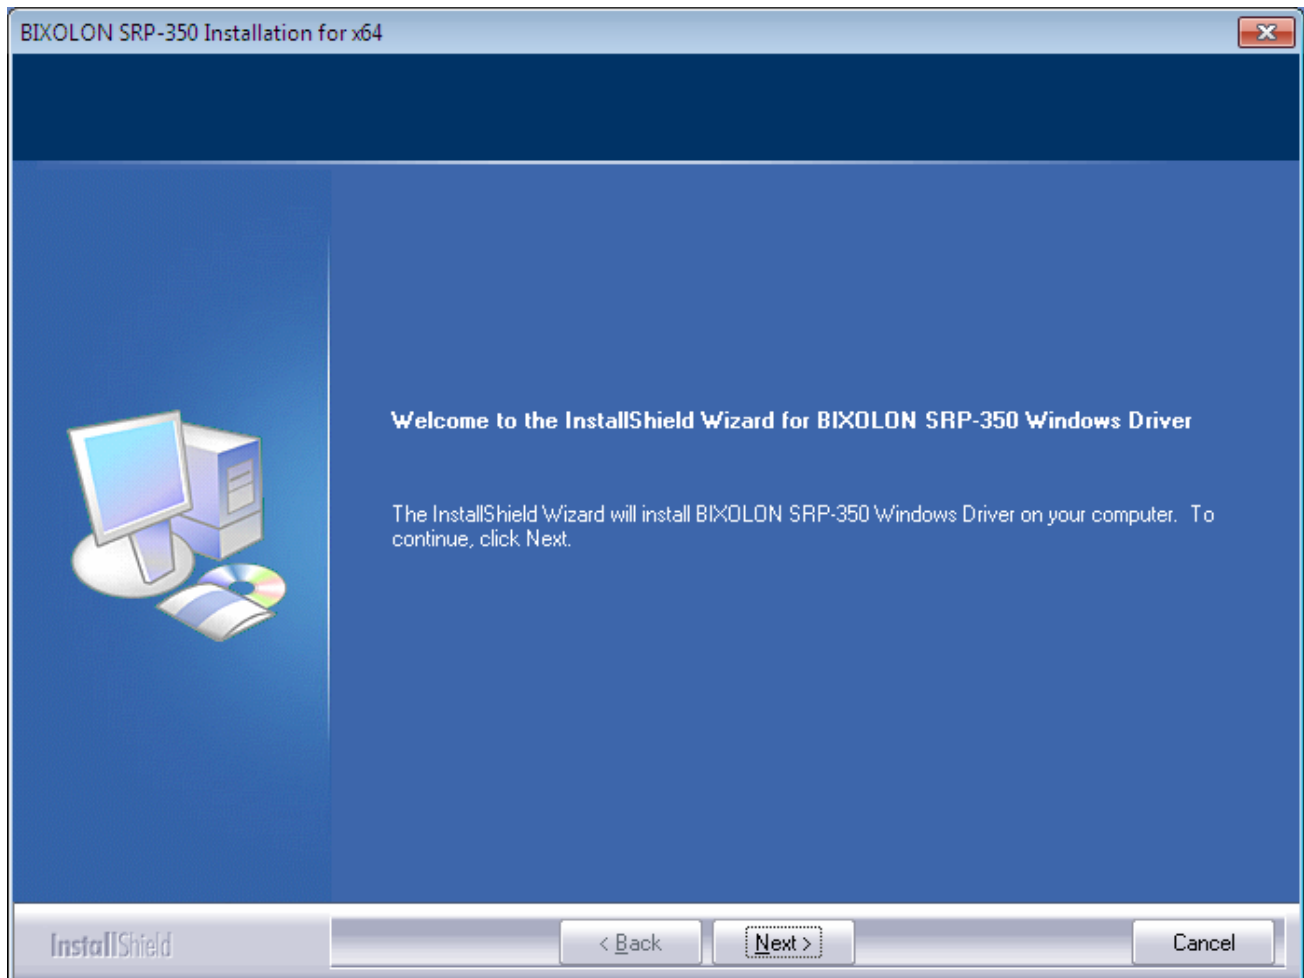 BIXOLON SRP-350 Installation for x64
Welcome to the InstallShield Wizard for BIXOLON SRP-350 Windows Driver
The InstallShield Wizard will install BIXOLON SRP-350 Windows Driver on your computer. To
continue, click Next.
InstallShield
< Back
Next >
Cancel